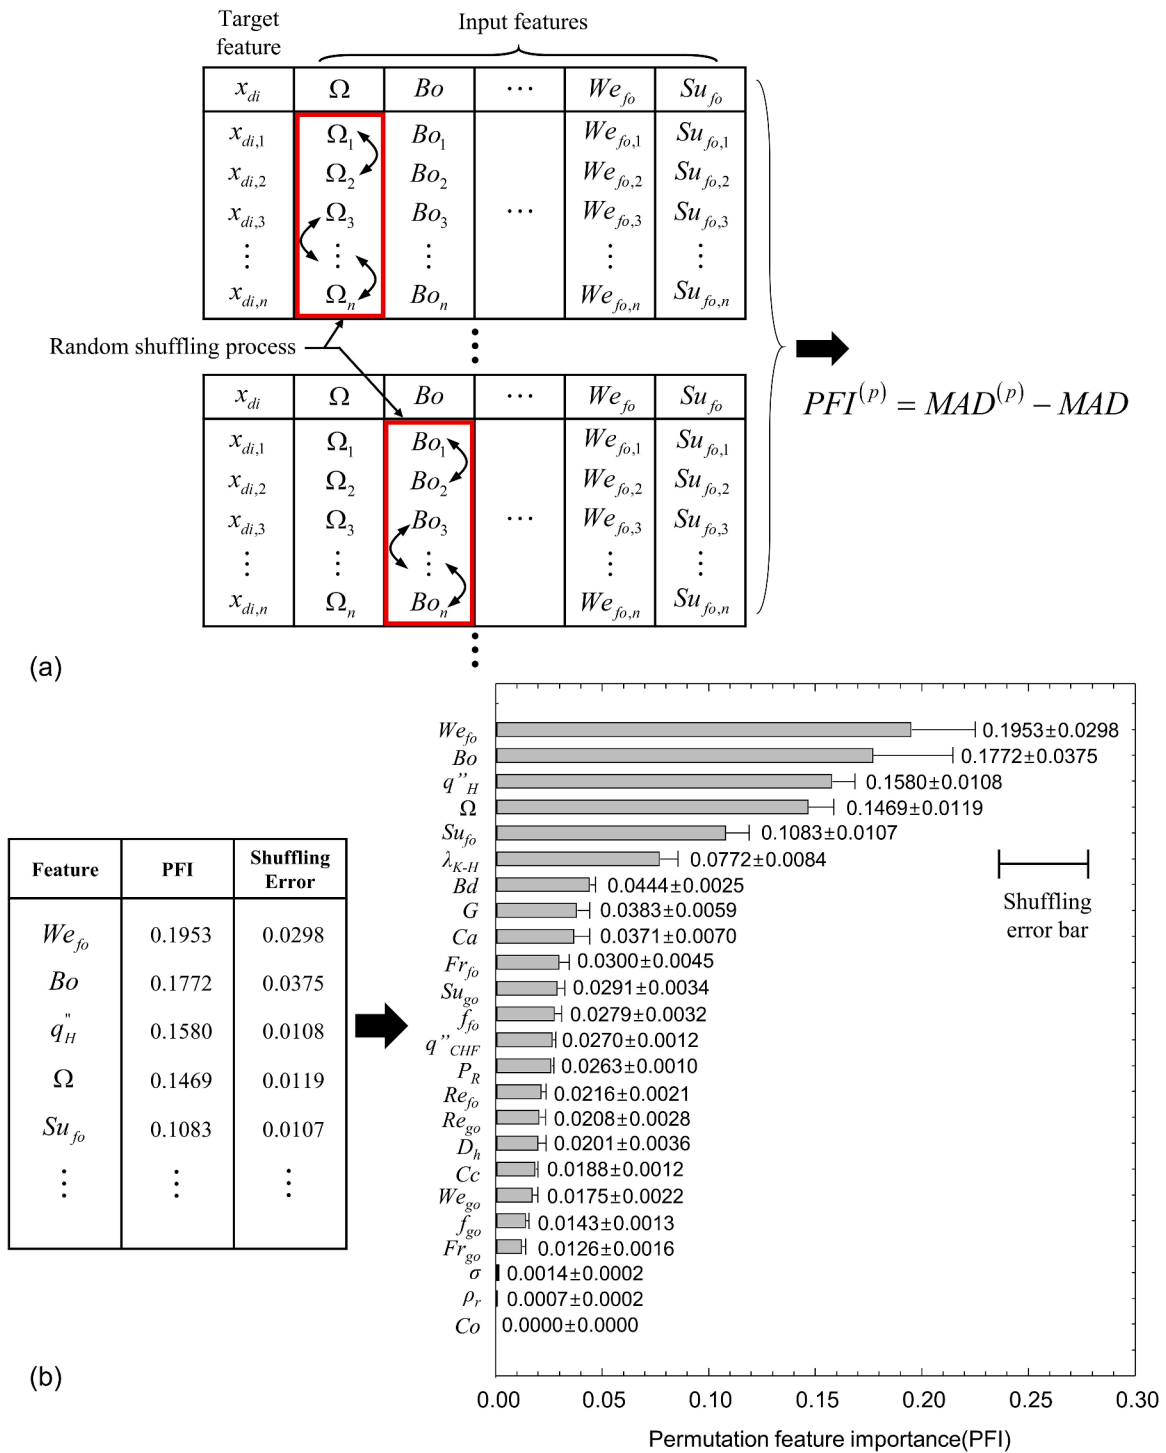 Target feature
Input features
x_di Ω Bo ⋯ We_fo Su_fo
x_di,1 Ω_1 Bo_1 We_fo,1 Su_fo,1
x_di,2 Ω_2 Bo_2 We_fo,2 Su_fo,2
x_di,3 Ω_3 Bo_3 ⋯ We_fo,3 Su_fo,3
⋮ ⋮ ⋮ ⋮ ⋮
x_di,n Ω_n Bo_n We_fo,n Su_fo,n
Random shuffling process
⋮
x_di Ω Bo ⋯ We_fo Su_fo
x_di,1 Ω_1 Bo_1 We_fo,1 Su_fo,1
x_di,2 Ω_2 Bo_2 We_fo,2 Su_fo,2
x_di,3 Ω_3 Bo_3 ⋯ We_fo,3 Su_fo,3
⋮ ⋮ ⋮ ⋮ ⋮
x_di,n Ω_n Bo_n We_fo,n Su_fo,n
⋮
PFI^(p) = MAD^(p) − MAD
(a)
Feature PFI Shuffling Error
We_fo 0.1953 0.0298
Bo 0.1772 0.0375
q"_H 0.1580 0.0108
Ω 0.1469 0.0119
Su_fo 0.1083 0.0107
⋮ ⋮ ⋮
We_fo 0.1953±0.0298
Bo 0.1772±0.0375
q"_H 0.1580±0.0108
Ω 0.1469±0.0119
Su_fo 0.1083±0.0107
λ_K-H 0.0772±0.0084
Bd 0.0444±0.0025
G 0.0383±0.0059
Ca 0.0371±0.0070
Fr_fo 0.0300±0.0045
Su_go 0.0291±0.0034
f_fo 0.0279±0.0032
q"_CHF 0.0270±0.0012
P_R 0.0263±0.0010
Re_fo 0.0216±0.0021
Re_go 0.0208±0.0028
D_h 0.0201±0.0036
Cc 0.0188±0.0012
We_go 0.0175±0.0022
f_go 0.0143±0.0013
Fr_go 0.0126±0.0016
σ 0.0014±0.0002
ρ_r 0.0007±0.0002
Co 0.0000±0.0000
Shuffling
error bar
0.00 0.05 0.10 0.15 0.20 0.25 0.30
Permutation feature importance(PFI)
(b)